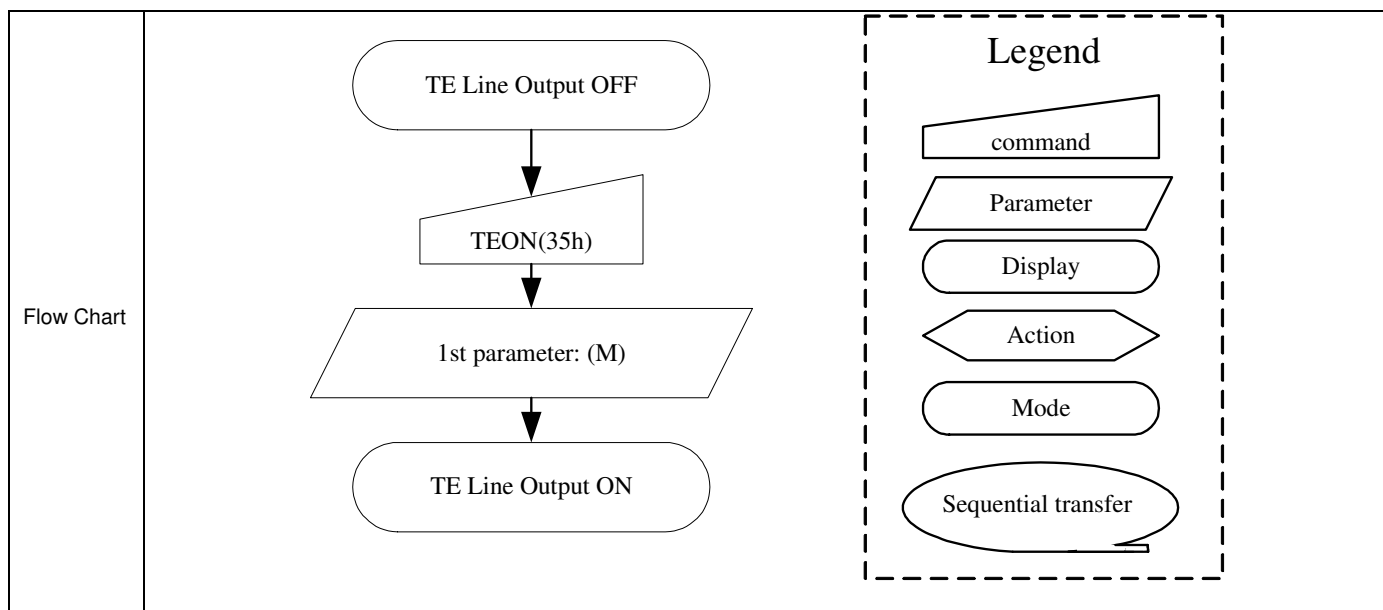 Flow Chart
TE Line Output OFF
TEON(35h)
1st parameter: (M)
TE Line Output ON
Legend
command
Parameter
Display
Action
Mode
Sequential transfer